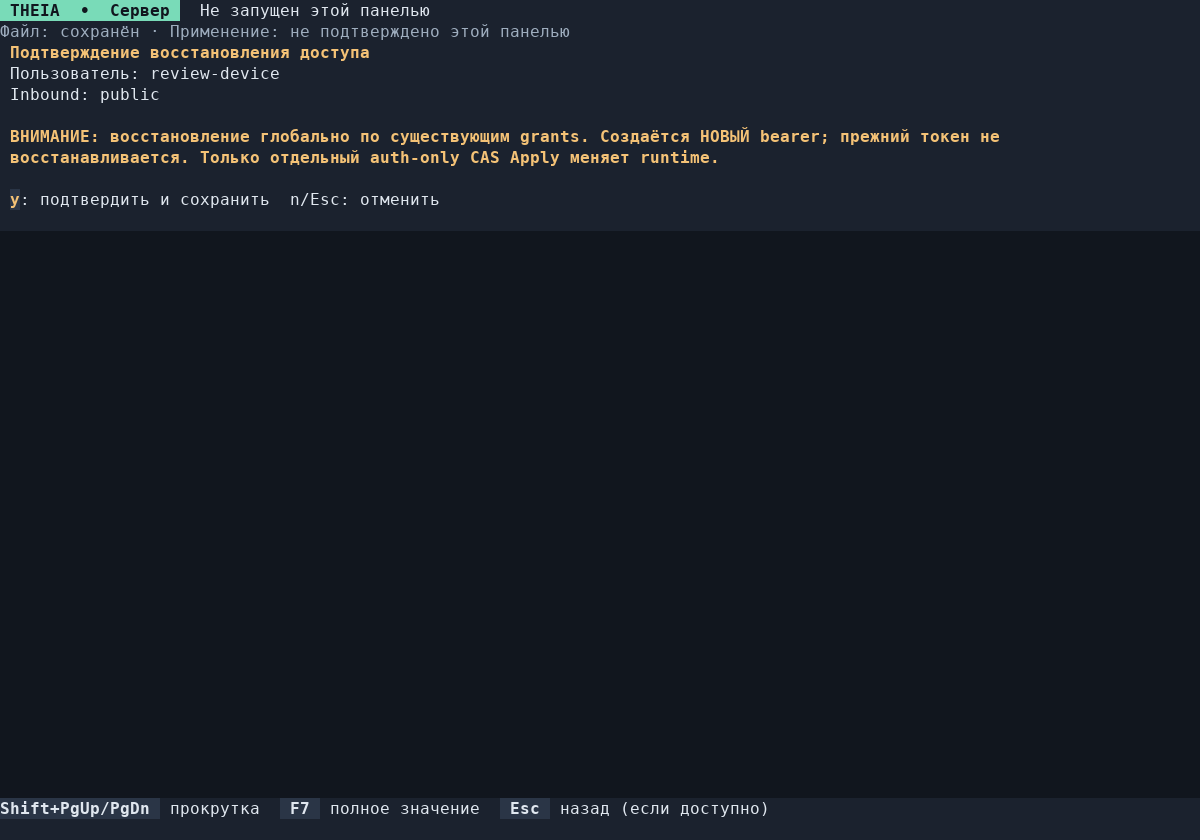 THEIA • Сервер Не запущен этой панелью
Файл: сохранён · Применение: не подтверждено этой панелью
Подтверждение восстановления доступа
Пользователь: review-device
Inbound: public
ВНИМАНИЕ: восстановление глобально по существующим grants. Создаётся НОВЫЙ bearer; прежний токен не
восстанавливается. Только отдельный auth-only CAS Apply меняет runtime.
y: подтвердить и сохранить n/Esc: отменить
Shift+PgUp/PgDn прокрутка F7 полное значение Esc назад (если доступно)